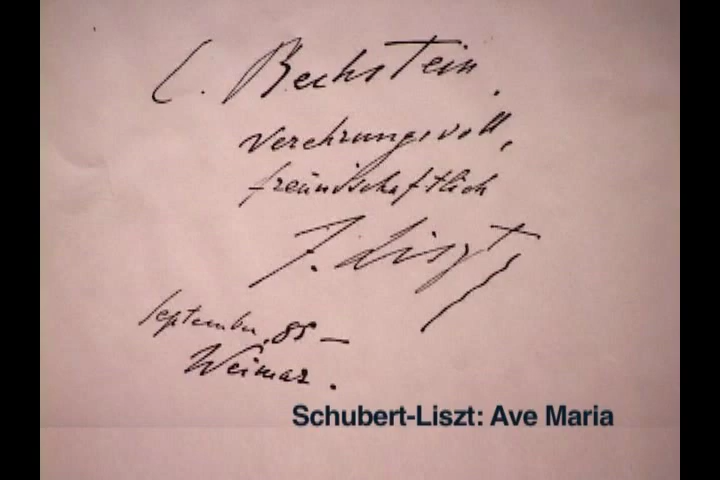 C. Bechstein.
verehrungsvoll,
freundschaftlich
F. Liszt
September 85 –
Weimar.
Schubert-Liszt: Ave Maria